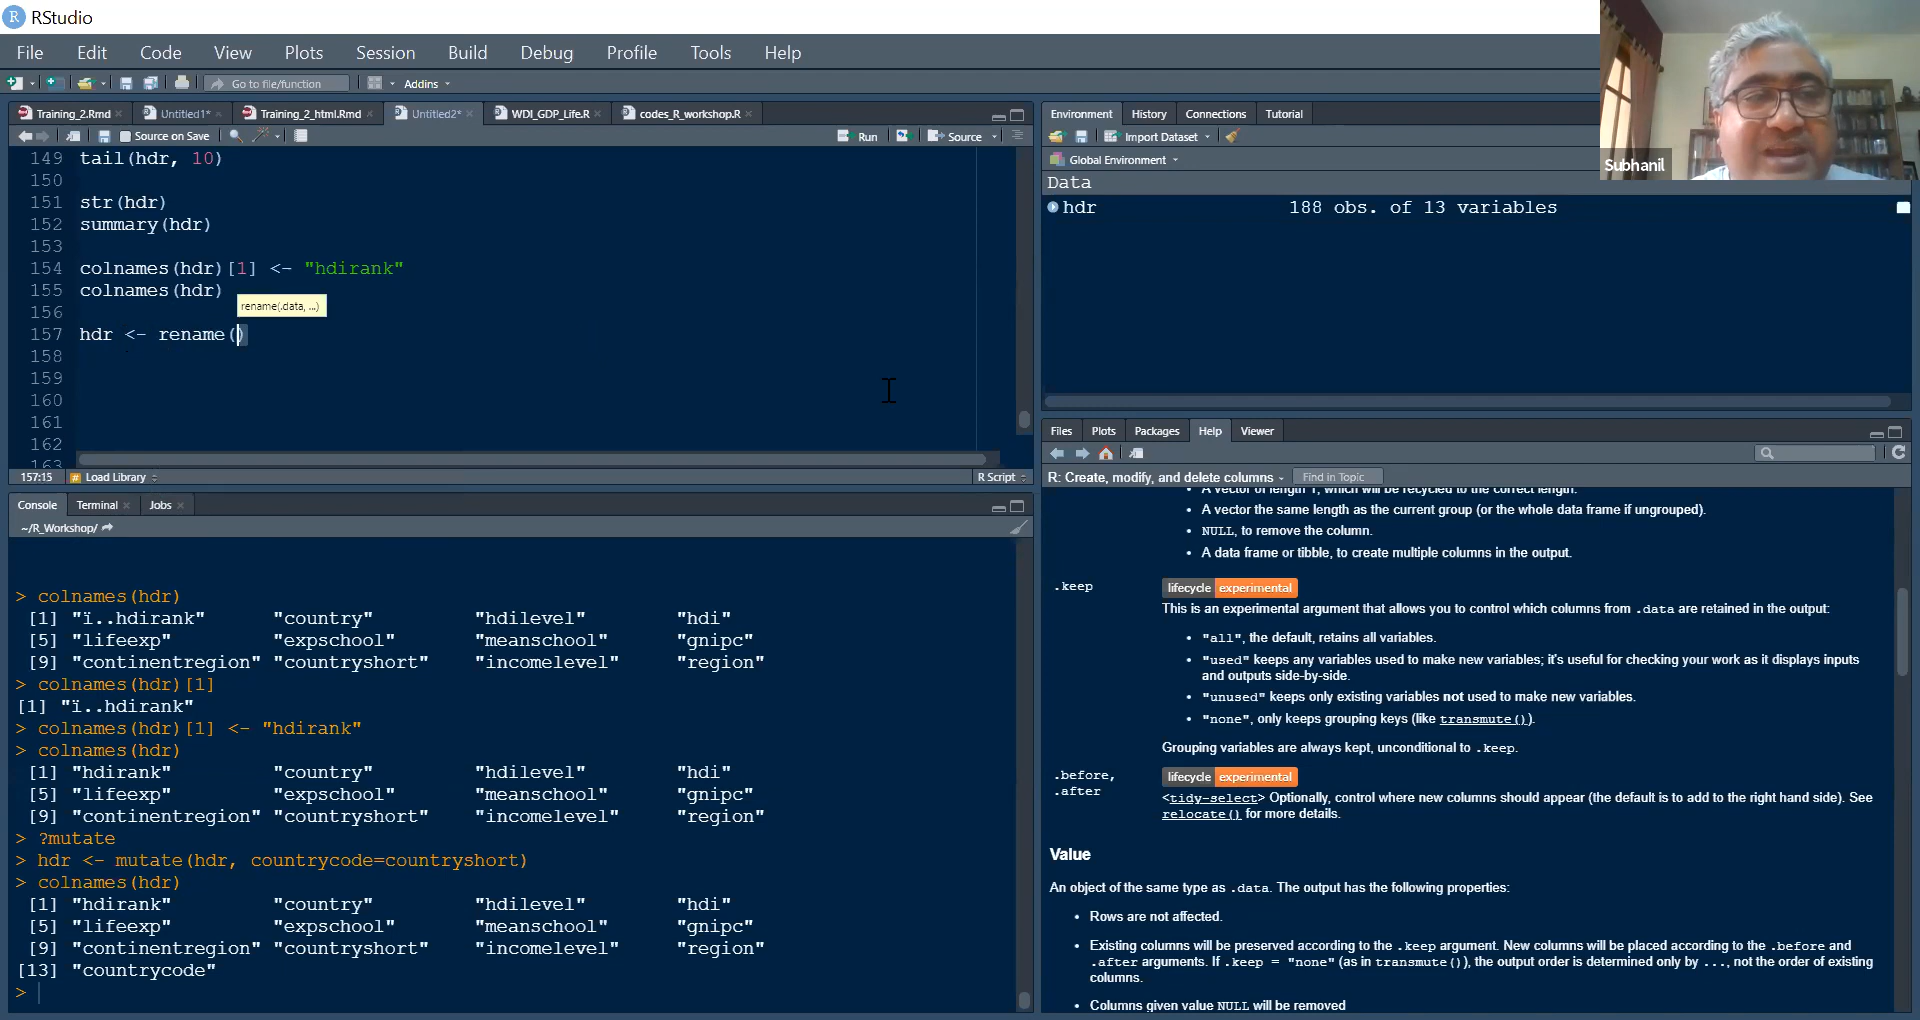 RStudio
File Edit Code View Plots Session Build Debug Profile Tools Help
Go to file/function Addins
Training_2.Rmd Untitled1* Training_2_html.Rmd Untitled2* WDI_GDP_Life.R codes_R_workshop.R
Source on Save Run Source
149 tail(hdr, 10)
150
151 str(hdr)
152 summary(hdr)
153
154 colnames(hdr)[1] <- "hdirank"
155 colnames(hdr)
rename(.data, ...)
156
157 hdr <- rename()
158
159
160
161
162
163
157:15 Load Library R Script
Console Terminal Jobs
~/R_Workshop/
> colnames(hdr)
[1] "ï..hdirank" "country" "hdilevel" "hdi"
[5] "lifeexp" "expschool" "meanschool" "gnipc"
[9] "continentregion" "countryshort" "incomelevel" "region"
> colnames(hdr)[1]
[1] "ï..hdirank"
> colnames(hdr)[1] <- "hdirank"
> colnames(hdr)
[1] "hdirank" "country" "hdilevel" "hdi"
[5] "lifeexp" "expschool" "meanschool" "gnipc"
[9] "continentregion" "countryshort" "incomelevel" "region"
> ?mutate
> hdr <- mutate(hdr, countrycode=countryshort)
> colnames(hdr)
[1] "hdirank" "country" "hdilevel" "hdi"
[5] "lifeexp" "expschool" "meanschool" "gnipc"
[9] "continentregion" "countryshort" "incomelevel" "region"
[13] "countrycode"
>
Environment History Connections Tutorial
Import Dataset
Global Environment
Data
hdr 188 obs. of 13 variables
Subhanil
Files Plots Packages Help Viewer
R: Create, modify, and delete columns Find in Topic
• A vector of length 1, which will be recycled to the correct length.
• A vector the same length as the current group (or the whole data frame if ungrouped).
• NULL, to remove the column.
• A data frame or tibble, to create multiple columns in the output.
.keep lifecycle experimental
This is an experimental argument that allows you to control which columns from .data are retained in the output:
• "all", the default, retains all variables.
• "used" keeps any variables used to make new variables; it's useful for checking your work as it displays inputs
and outputs side-by-side.
• "unused" keeps only existing variables not used to make new variables.
• "none", only keeps grouping keys (like transmute()).
Grouping variables are always kept, unconditional to .keep.
.before, lifecycle experimental
.after <tidy-select> Optionally, control where new columns should appear (the default is to add to the right hand side). See
relocate() for more details.
Value
An object of the same type as .data. The output has the following properties:
• Rows are not affected.
• Existing columns will be preserved according to the .keep argument. New columns will be placed according to the .before and
.after arguments. If .keep = "none" (as in transmute()), the output order is determined only by ..., not the order of existing
columns.
• Columns given value NULL will be removed